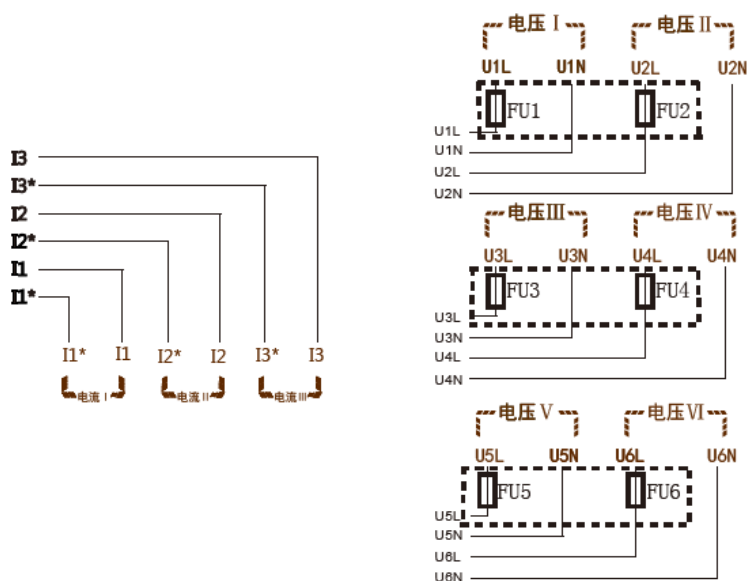 I3
I3*
I2
I2*
I1
I1*
I1* I1 I2* I2 I3* I3
电流 I 电流 II 电流 III
电压 I 电压 II
U1L U1N U2L U2N
FU1 FU2
U1L
U1N
U2L
U2N
电压III 电压IV
U3L U3N U4L U4N
FU3 FU4
U3L
U3N
U4L
U4N
电压 V 电压 VI
U5L U5N U6L U6N
FU5 FU6
U5L
U5N
U6L
U6N